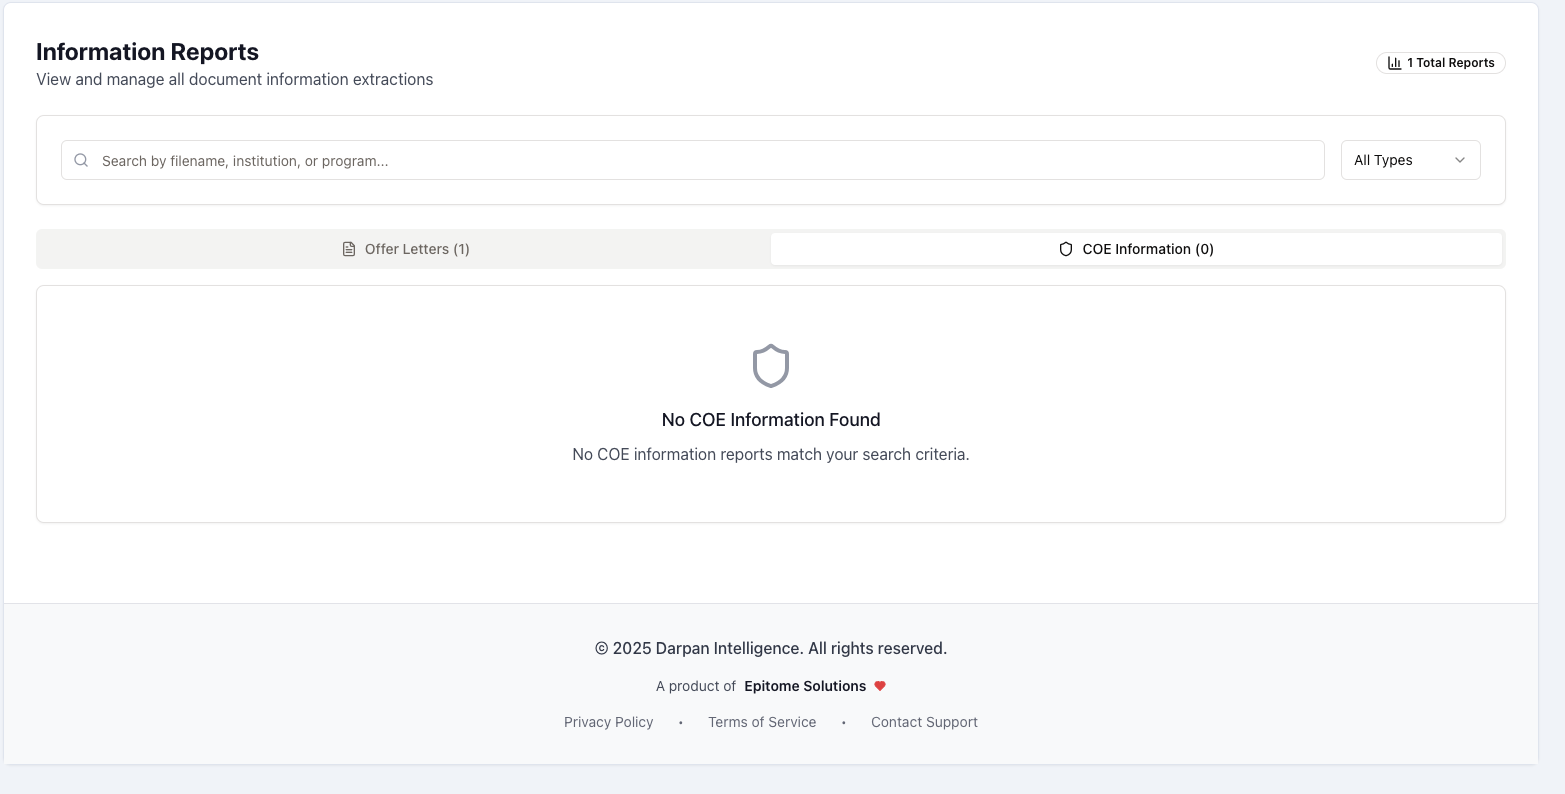 Information Reports
View and manage all document information extractions
1 Total Reports
Search by filename, institution, or program...
All Types
Offer Letters (1)
COE Information (0)
No COE Information Found
No COE information reports match your search criteria.
© 2025 Darpan Intelligence. All rights reserved.
A product of Epitome Solutions ❤
Privacy Policy • Terms of Service • Contact Support